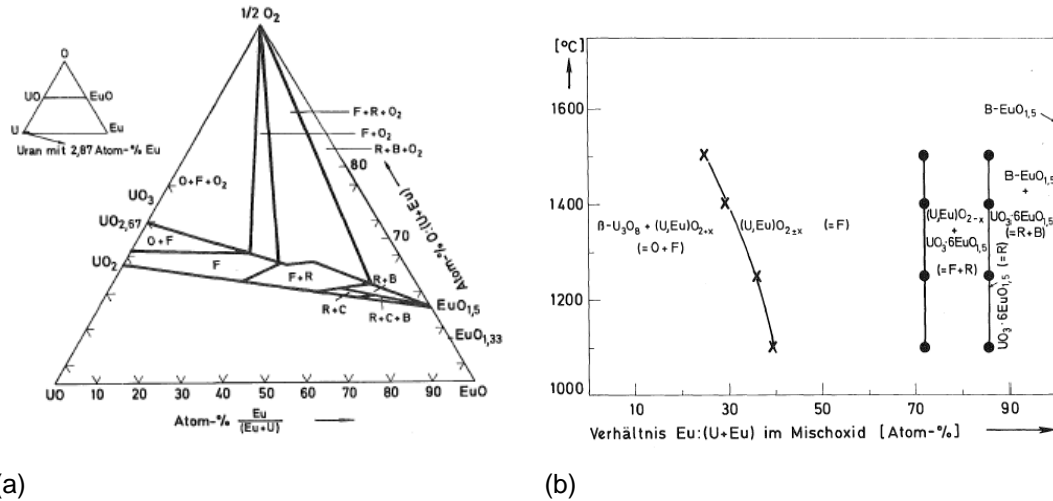 1/2 O₂
O
UO
EuO
U
Eu
Uran mit 2,87 Atom-% Eu
F+R+O₂
F+O₂
R+B+O₂
80
70
Atom-% O:(U+Eu)
UO₃
O+F+O₂
UO₂,₆₇
O+F
UO₂
F
F+R
R+B
R+C
R+C+B
EuO₁,₅
EuO₁,₃₃
UO
10
20
30
40
50
60
70
80
90
EuO
Atom-% Eu/(Eu+U)
(a)
[°C]
1600
1400
1200
1000
B-EuO₁,₅
β-U₃O₈ + (U,Eu)O₂₊ₓ
(= O + F)
(U,Eu)O₂±ₓ
(= F)
(U,Eu)O₂₋ₓ
+
UO₃·6EuO₁,₅
(= F+R)
UO₃·6EuO₁,₅ (= R)
B-EuO₁,₅
+
UO₃·6EuO₁,₅
(= R+B)
10
30
50
70
90
Verhältnis Eu:(U+Eu) im Mischoxid [Atom-%]
(b)